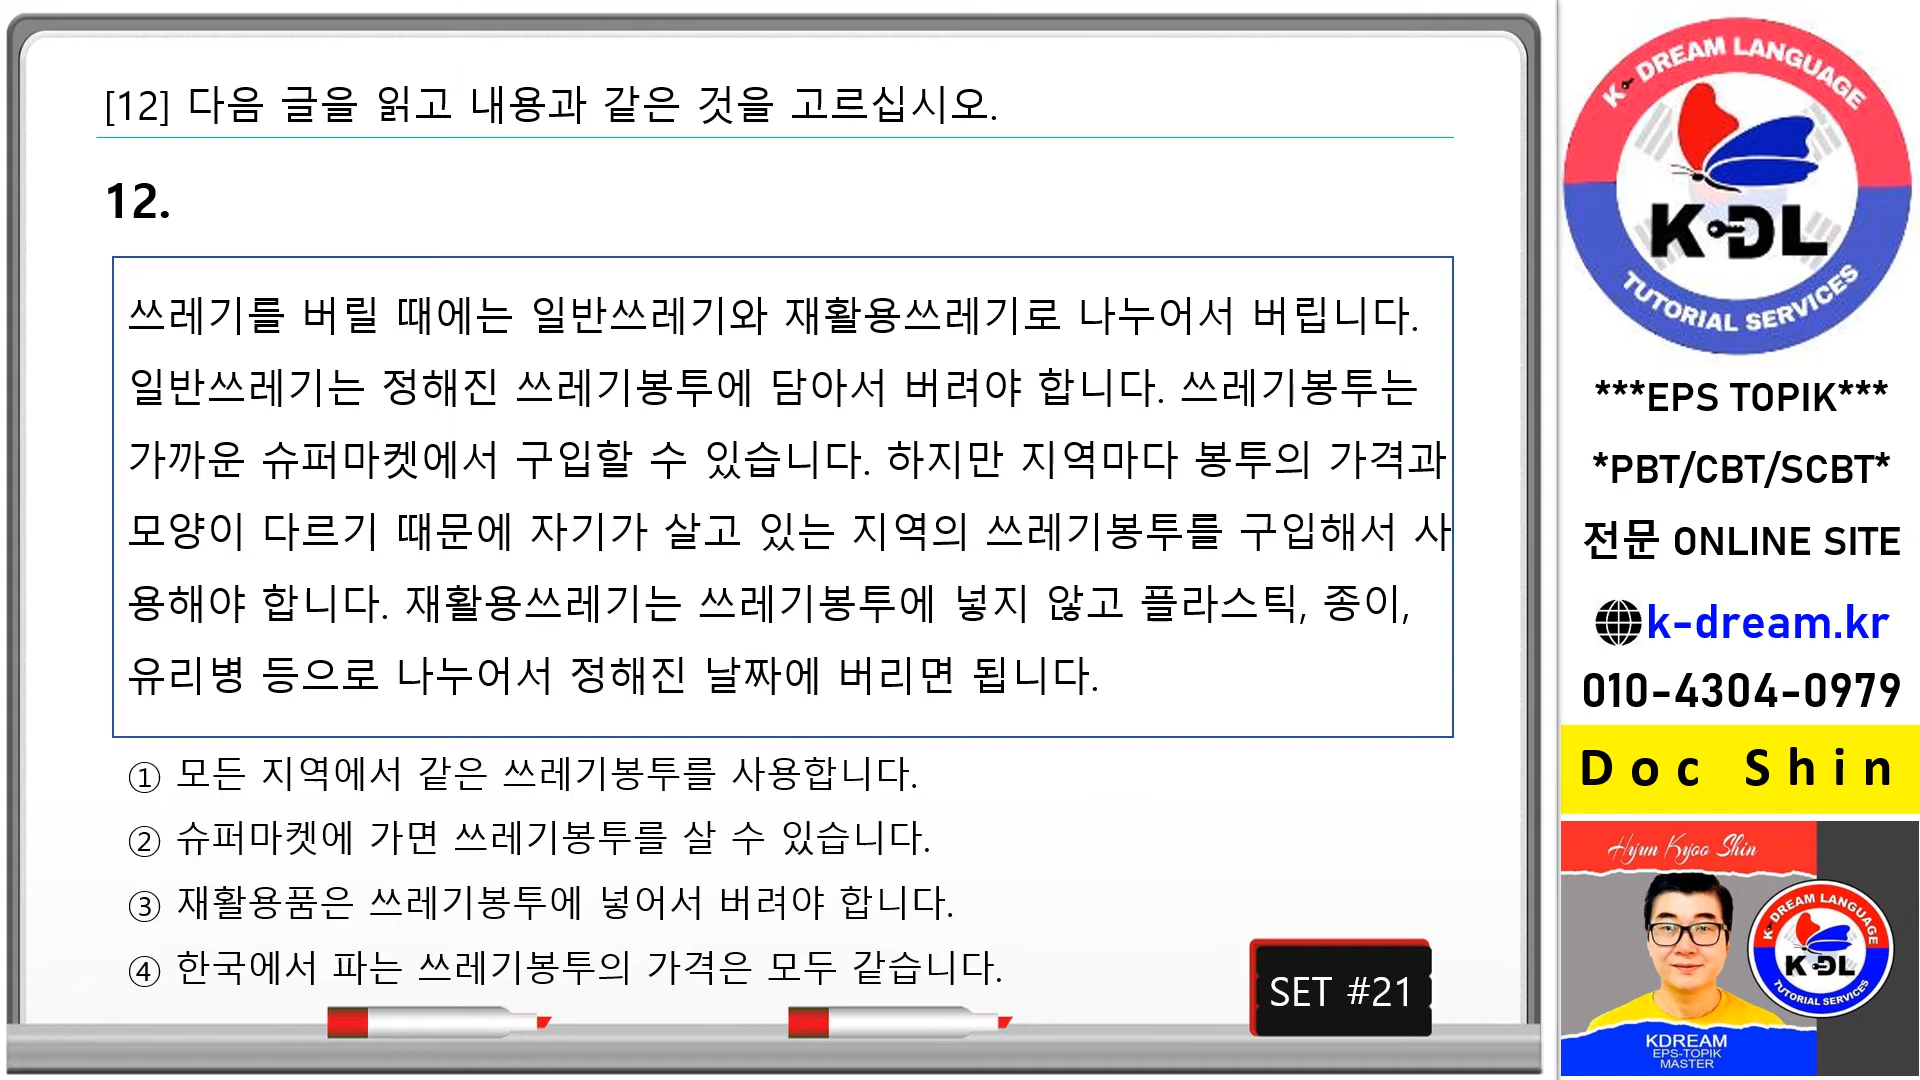 [12] 다음 글을 읽고 내용과 같은 것을 고르십시오.
12.
쓰레기를 버릴 때에는 일반쓰레기와 재활용쓰레기로 나누어서 버립니다.
일반쓰레기는 정해진 쓰레기봉투에 담아서 버려야 합니다. 쓰레기봉투는
가까운 슈퍼마켓에서 구입할 수 있습니다. 하지만 지역마다 봉투의 가격과
모양이 다르기 때문에 자기가 살고 있는 지역의 쓰레기봉투를 구입해서 사
용해야 합니다. 재활용쓰레기는 쓰레기봉투에 넣지 않고 플라스틱, 종이,
유리병 등으로 나누어서 정해진 날짜에 버리면 됩니다.
① 모든 지역에서 같은 쓰레기봉투를 사용합니다.
② 슈퍼마켓에 가면 쓰레기봉투를 살 수 있습니다.
③ 재활용품은 쓰레기봉투에 넣어서 버려야 합니다.
④ 한국에서 파는 쓰레기봉투의 가격은 모두 같습니다.
SET #21
K-DREAM LANGUAGE
K-DL
TUTORIAL SERVICES
***EPS TOPIK***
*PBT/CBT/SCBT*
전문 ONLINE SITE
k-dream.kr
010-4304-0979
Doc Shin
Hyun Kyoo Shin
K-DREAM LANGUAGE
K-DL
TUTORIAL SERVICES
KDREAM
EPS-TOPIK
MASTER